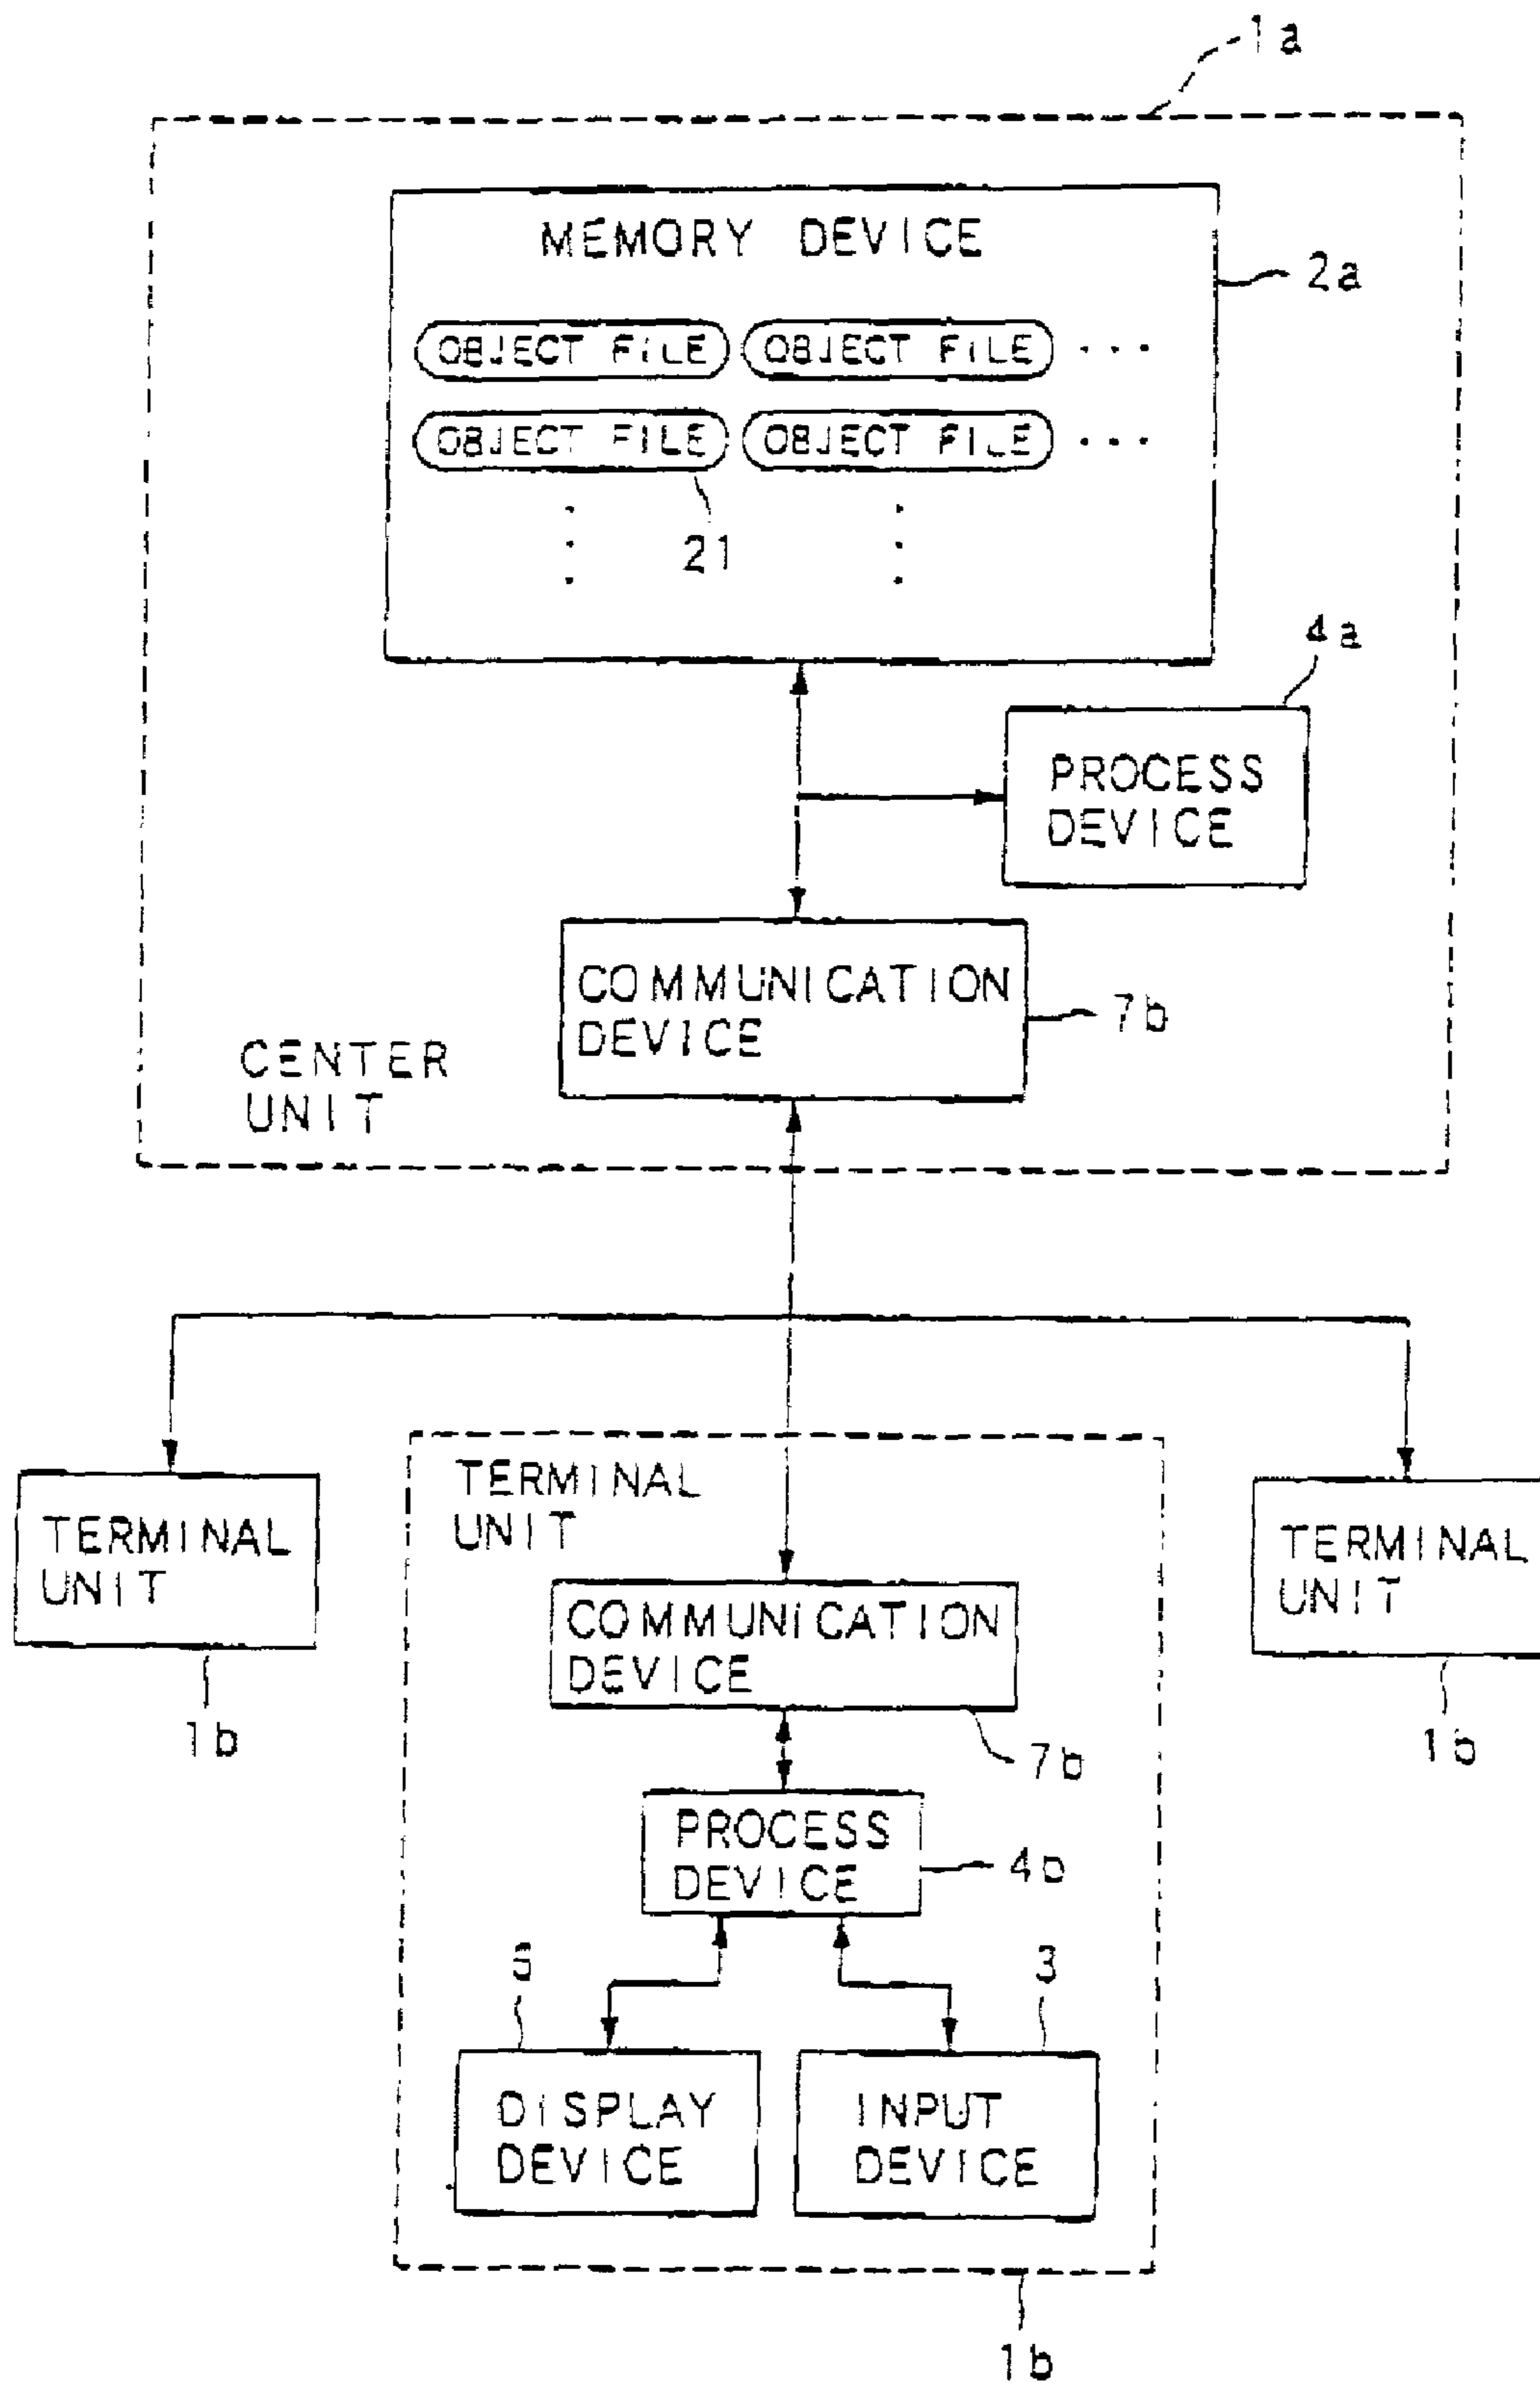 1a
MEMORY DEVICE
2a
OBJECT FILE OBJECT FILE ...
OBJECT FILE OBJECT FILE ...
21
4a
PROCESS
DEVICE
COMMUNICATION
DEVICE
7b
CENTER
UNIT
TERMINAL
UNIT
1b
TERMINAL
UNIT
COMMUNICATION
DEVICE
7b
PROCESS
DEVICE
4b
3
DISPLAY
DEVICE
INPUT
DEVICE
1b
TERMINAL
UNIT
1b